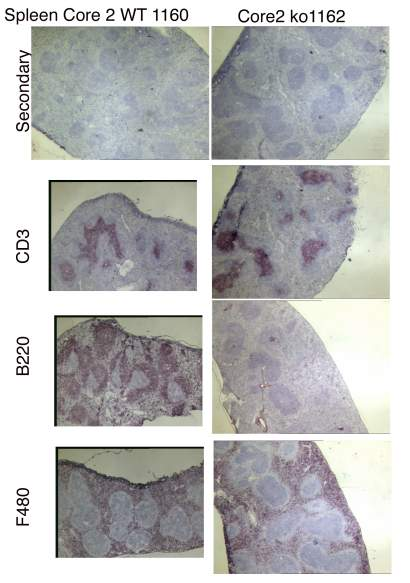 Spleen Core 2 WT 1160
Core2 ko1162
Secondary
CD3
B220
F480